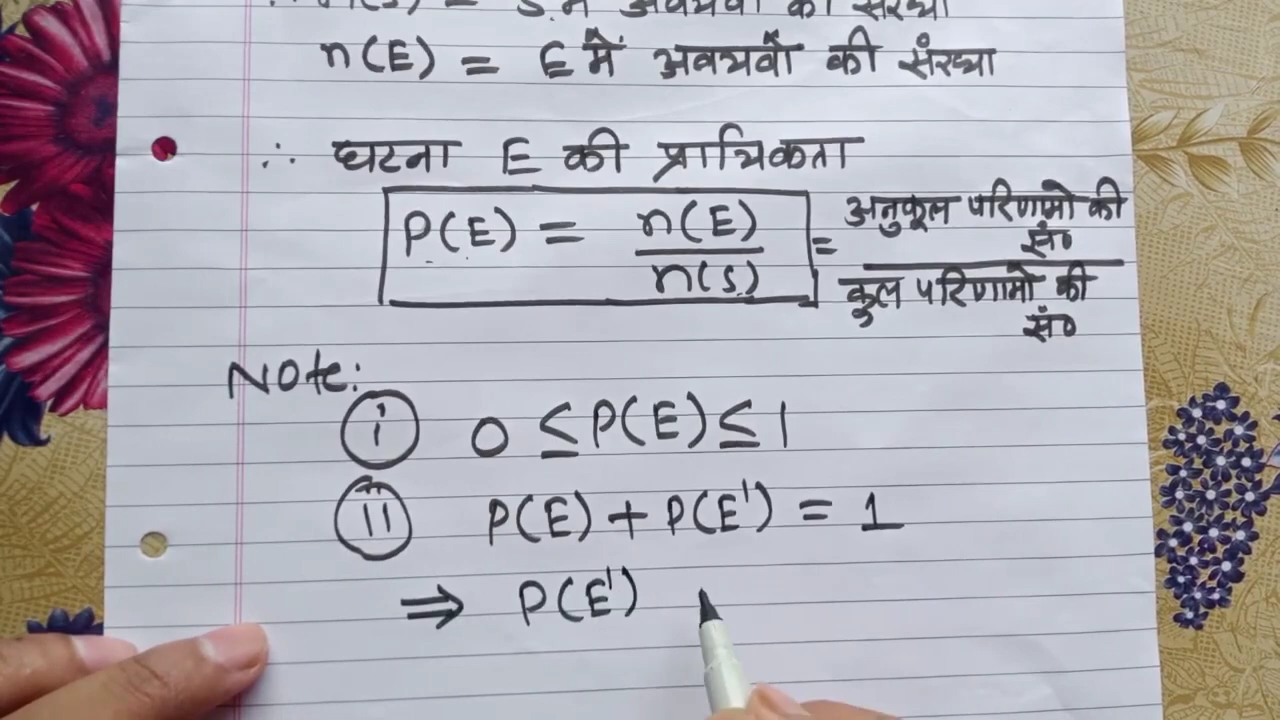 n(E) = E में अवयवों की संख्या
∴ घटना E की प्रायिकता
P(E) = n(E) / n(S) = अनुकूल परिणामो की सं० / कुल परिणामो की सं०
Note:
(i) 0 ≤ P(E) ≤ 1
(ii) P(E) + P(E') = 1
⇒ P(E')